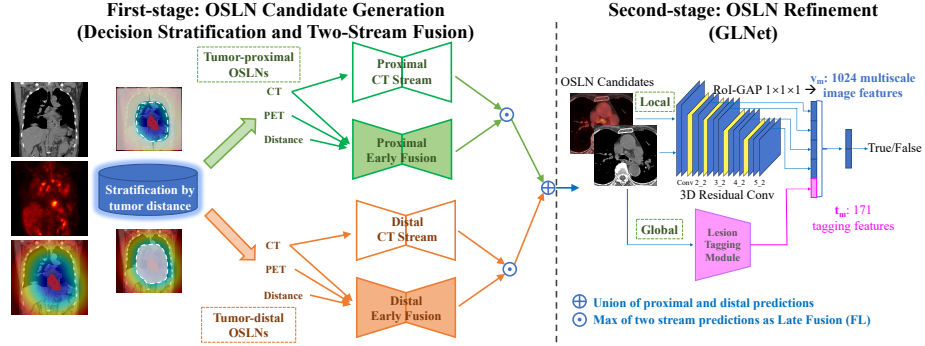 First-stage: OSLN Candidate Generation
(Decision Stratification and Two-Stream Fusion)
Tumor-proximal
OSLNs
CT
PET
Distance
Proximal
CT Stream
Proximal
Early Fusion
Stratification by
tumor distance
CT
PET
Distance
Distal
CT Stream
Distal
Early Fusion
Tumor-distal
OSLNs
Second-stage: OSLN Refinement
(GLNet)
OSLN Candidates
Local
RoI-GAP 1×1×1
v_m: 1024 multiscale
image features
Conv 2_2 3_2 4_2 5_2
3D Residual Conv
True/False
Global
Lesion
Tagging
Module
t_m: 171
tagging features
⊕ Union of proximal and distal predictions
⊙ Max of two stream predictions as Late Fusion (FL)